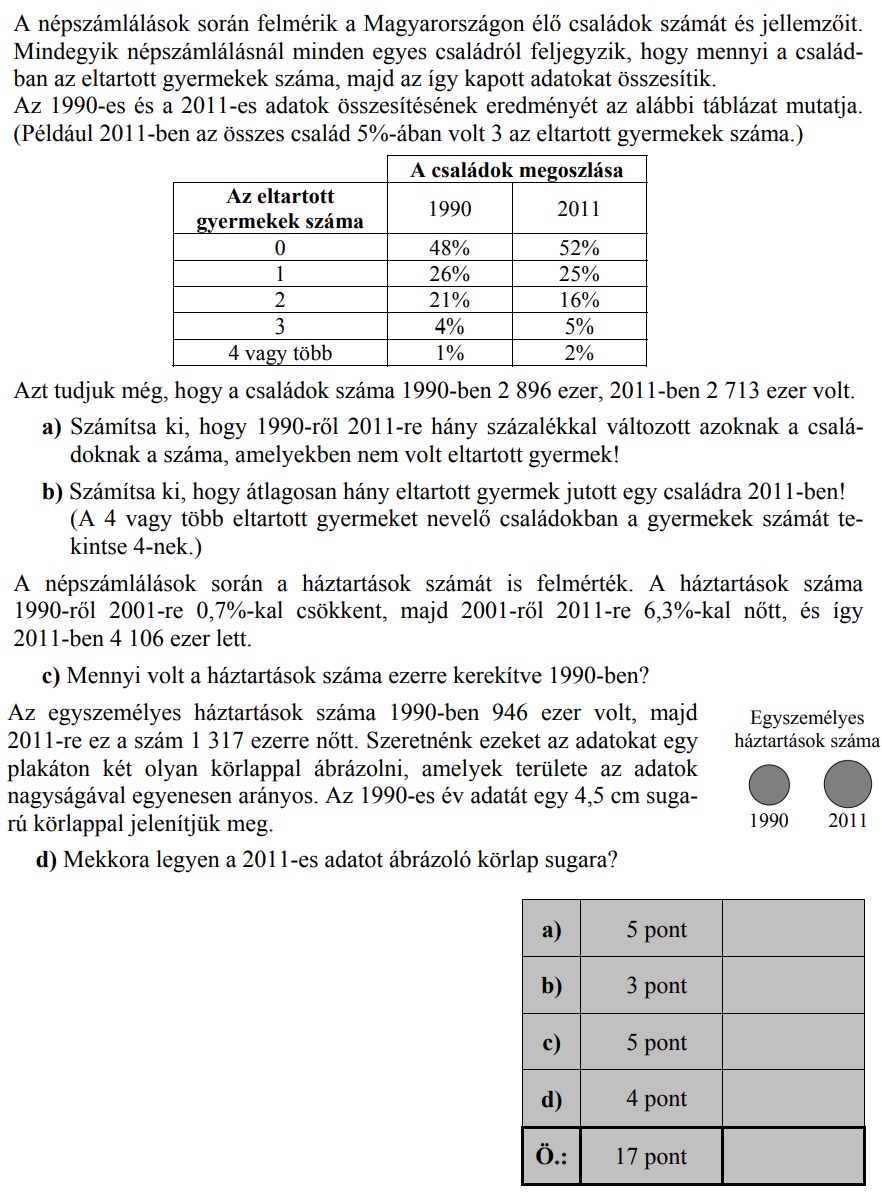 A népszámlálások során felmérik a Magyarországon élő családok számát és jellemzőit.
Mindegyik népszámlálásnál minden egyes családról feljegyzik, hogy mennyi a család-
ban az eltartott gyermekek száma, majd az így kapott adatokat összesítik.
Az 1990-es és a 2011-es adatok összesítésének eredményét az alábbi táblázat mutatja.
(Például 2011-ben az összes család 5%-ában volt 3 az eltartott gyermekek száma.)
A családok megoszlása
Az eltartott
gyermekek száma 1990 2011
0 48% 52%
1 26% 25%
2 21% 16%
3 4% 5%
4 vagy több 1% 2%
Azt tudjuk még, hogy a családok száma 1990-ben 2 896 ezer, 2011-ben 2 713 ezer volt.
a) Számítsa ki, hogy 1990-ről 2011-re hány százalékkal változott azoknak a csalá-
doknak a száma, amelyekben nem volt eltartott gyermek!
b) Számítsa ki, hogy átlagosan hány eltartott gyermek jutott egy családra 2011-ben!
(A 4 vagy több eltartott gyermeket nevelő családokban a gyermekek számát te-
kintse 4-nek.)
A népszámlálások során a háztartások számát is felmérték. A háztartások száma
1990-ről 2001-re 0,7%-kal csökkent, majd 2001-ről 2011-re 6,3%-kal nőtt, és így
2011-ben 4 106 ezer lett.
c) Mennyi volt a háztartások száma ezerre kerekítve 1990-ben?
Az egyszemélyes háztartások száma 1990-ben 946 ezer volt, majd
2011-re ez a szám 1 317 ezerre nőtt. Szeretnénk ezeket az adatokat egy
plakáton két olyan körlappal ábrázolni, amelyek területe az adatok
nagyságával egyenesen arányos. Az 1990-es év adatát egy 4,5 cm suga-
rú körlappal jelenítjük meg.
Egyszemélyes
háztartások száma
1990 2011
d) Mekkora legyen a 2011-es adatot ábrázoló körlap sugara?
a) 5 pont
b) 3 pont
c) 5 pont
d) 4 pont
Ö.: 17 pont